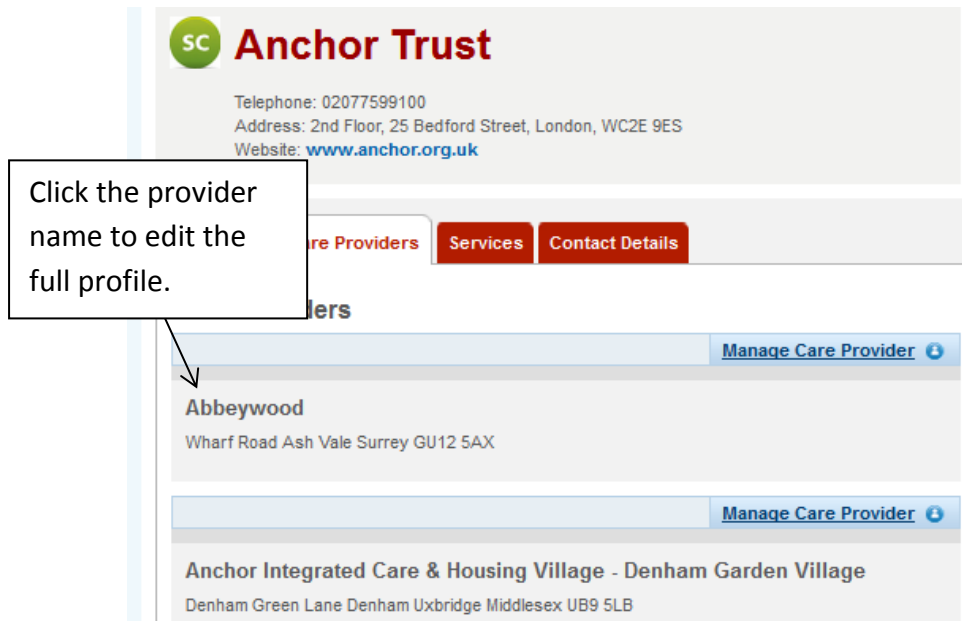 SC Anchor Trust
Telephone: 02077599100
Address: 2nd Floor, 25 Bedford Street, London, WC2E 9ES
Website: www.anchor.org.uk
Click the provider
name to edit the
full profile.
Providers Services Contact Details
Manage Care Provider
Abbeywood
Wharf Road Ash Vale Surrey GU12 5AX
Manage Care Provider
Anchor Integrated Care & Housing Village - Denham Garden Village
Denham Green Lane Denham Uxbridge Middlesex UB9 5LB